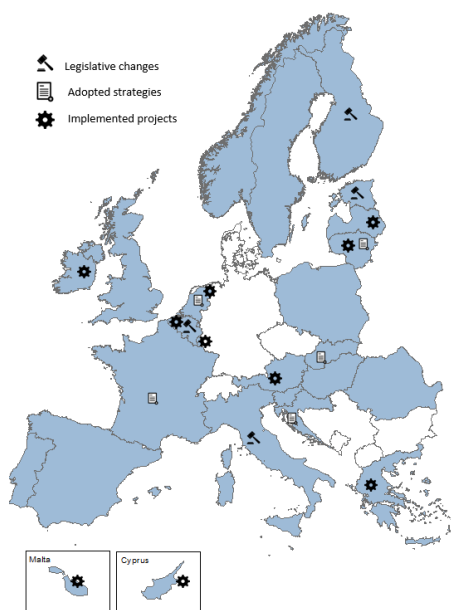 Legislative changes
Adopted strategies
Implemented projects
Malta
Cyprus